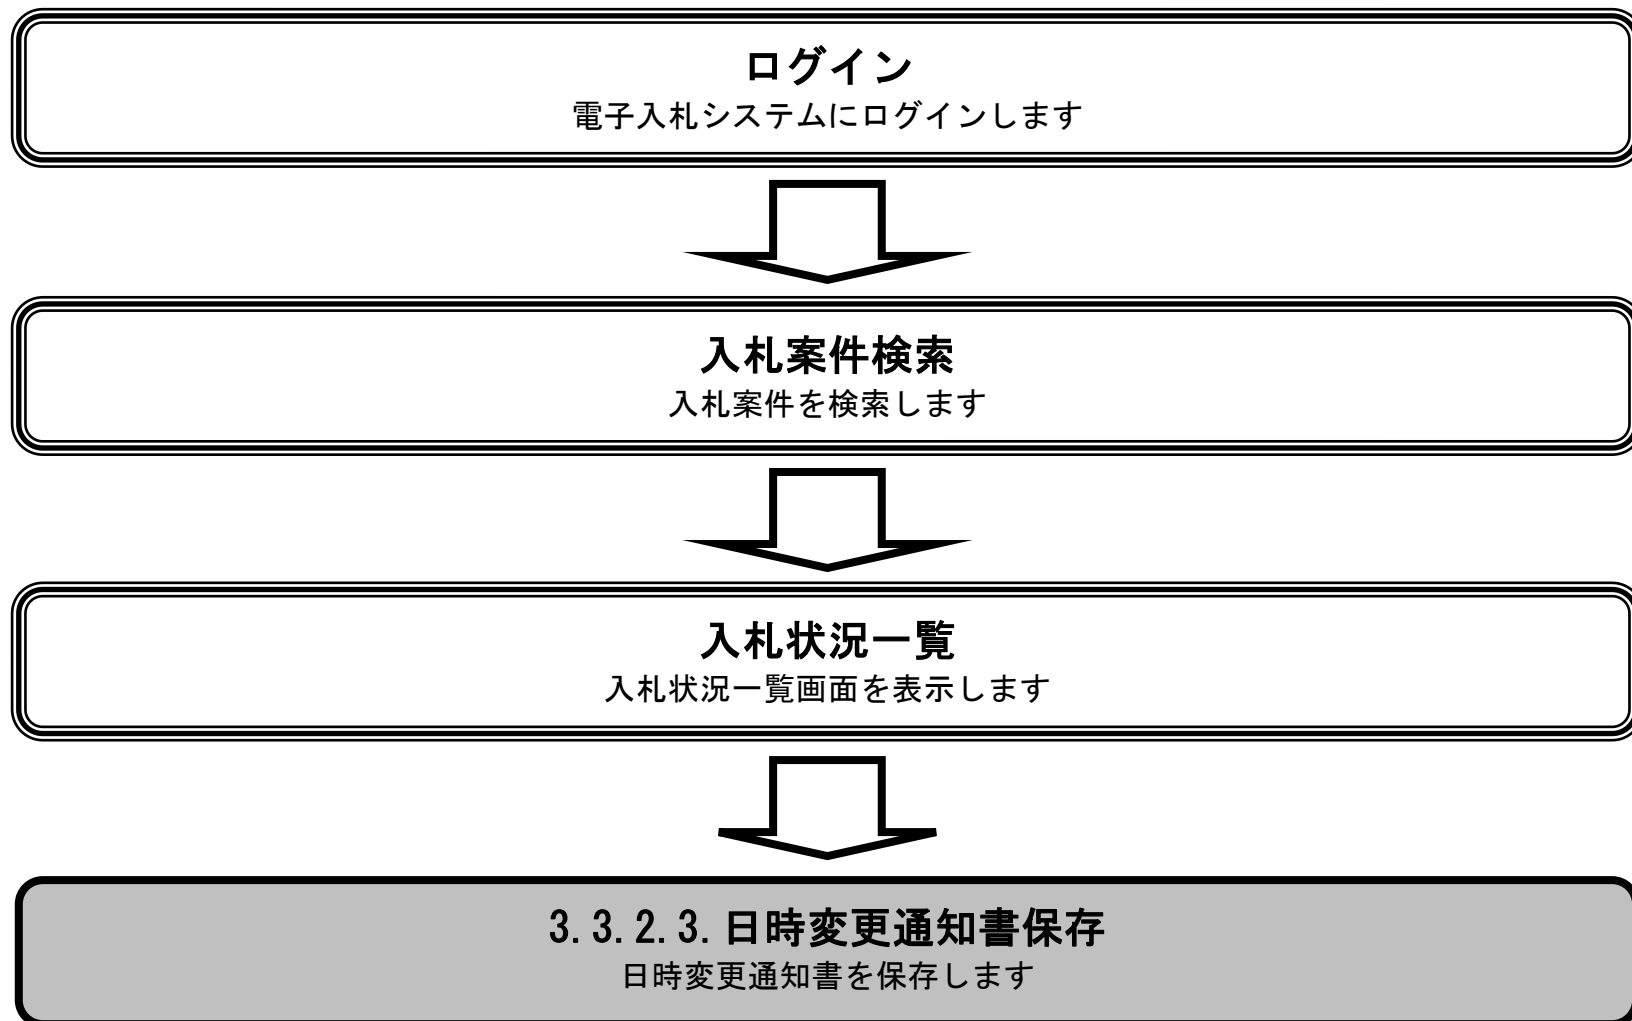 ログイン
電子入札システムにログインします
入札案件検索
入札案件を検索します
入札状況一覧
入札状況一覧画面を表示します
3.3.2.3.日時変更通知書保存
日時変更通知書を保存します